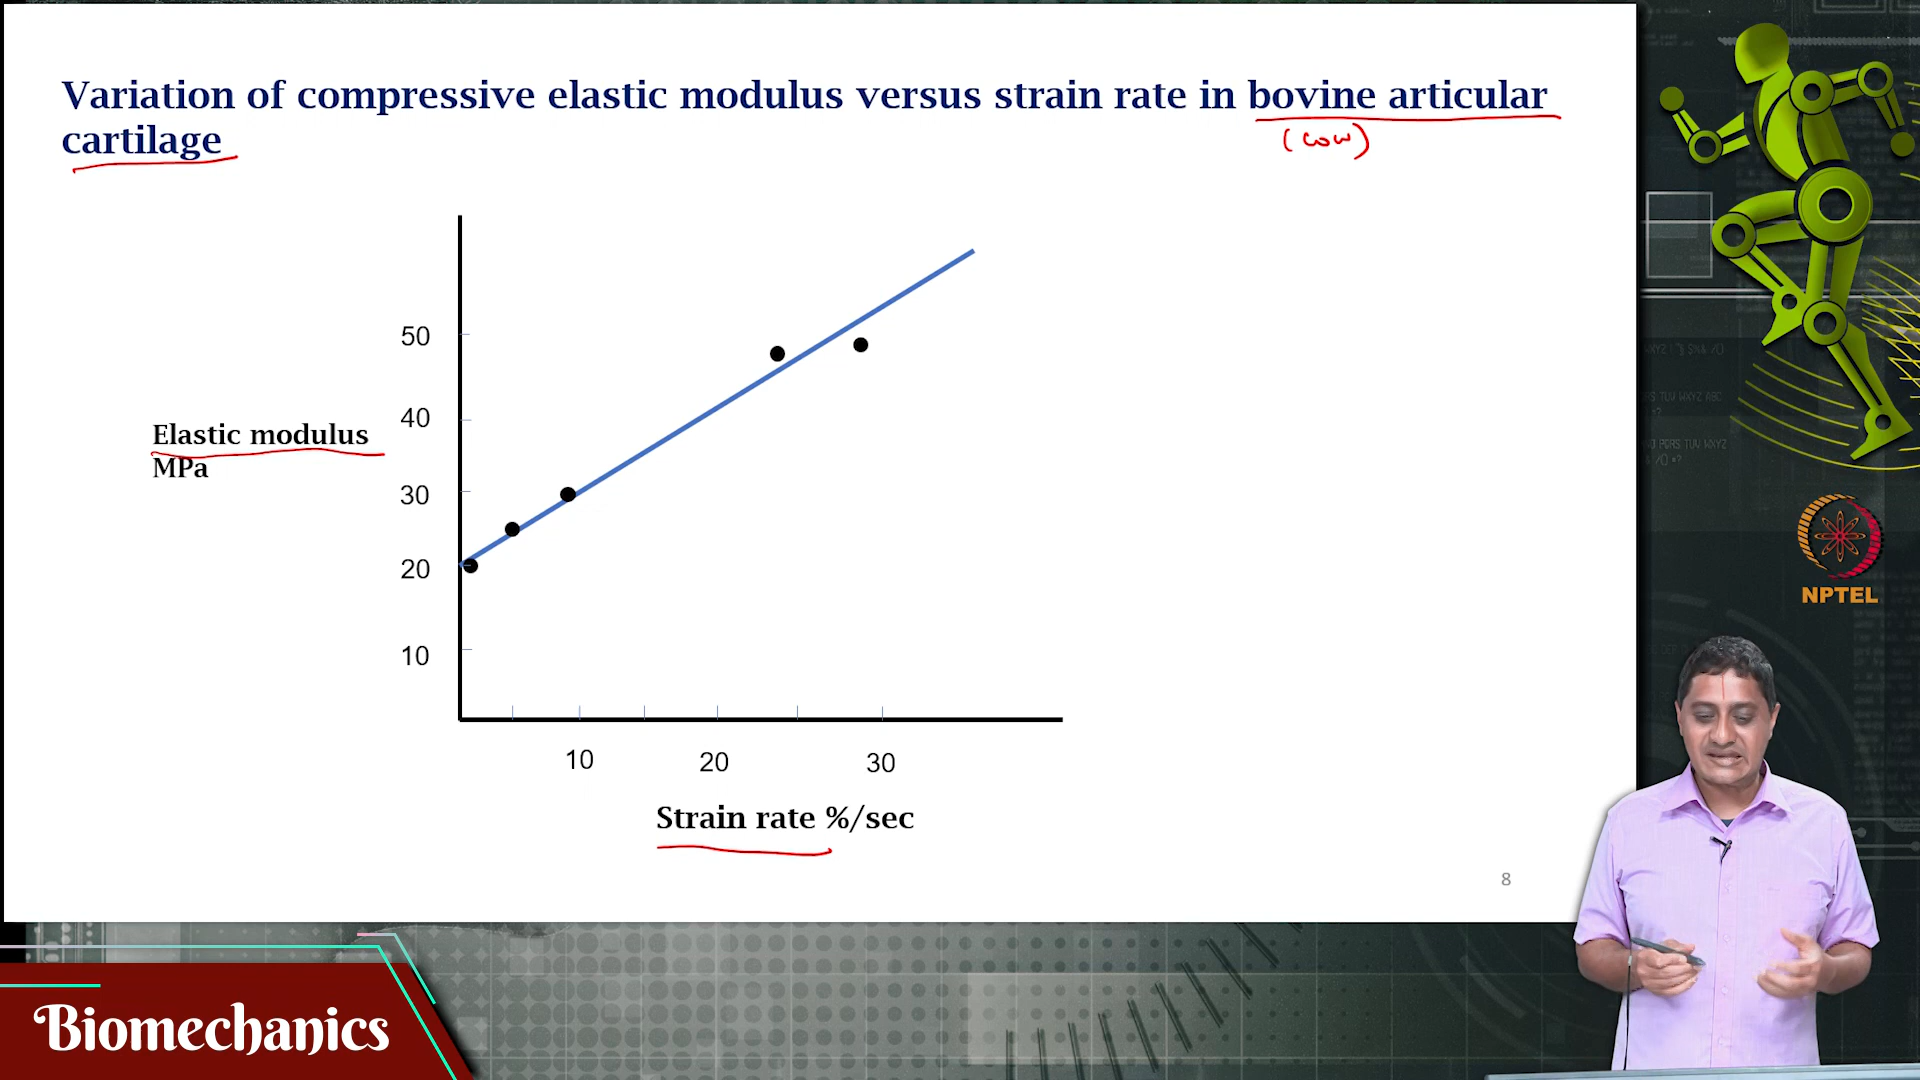 Variation of compressive elastic modulus versus strain rate in bovine articular
cartilage
(cow)
50
40
Elastic modulus
MPa
30
20
10
10 20 30
Strain rate %/sec
8
NPTEL
Biomechanics